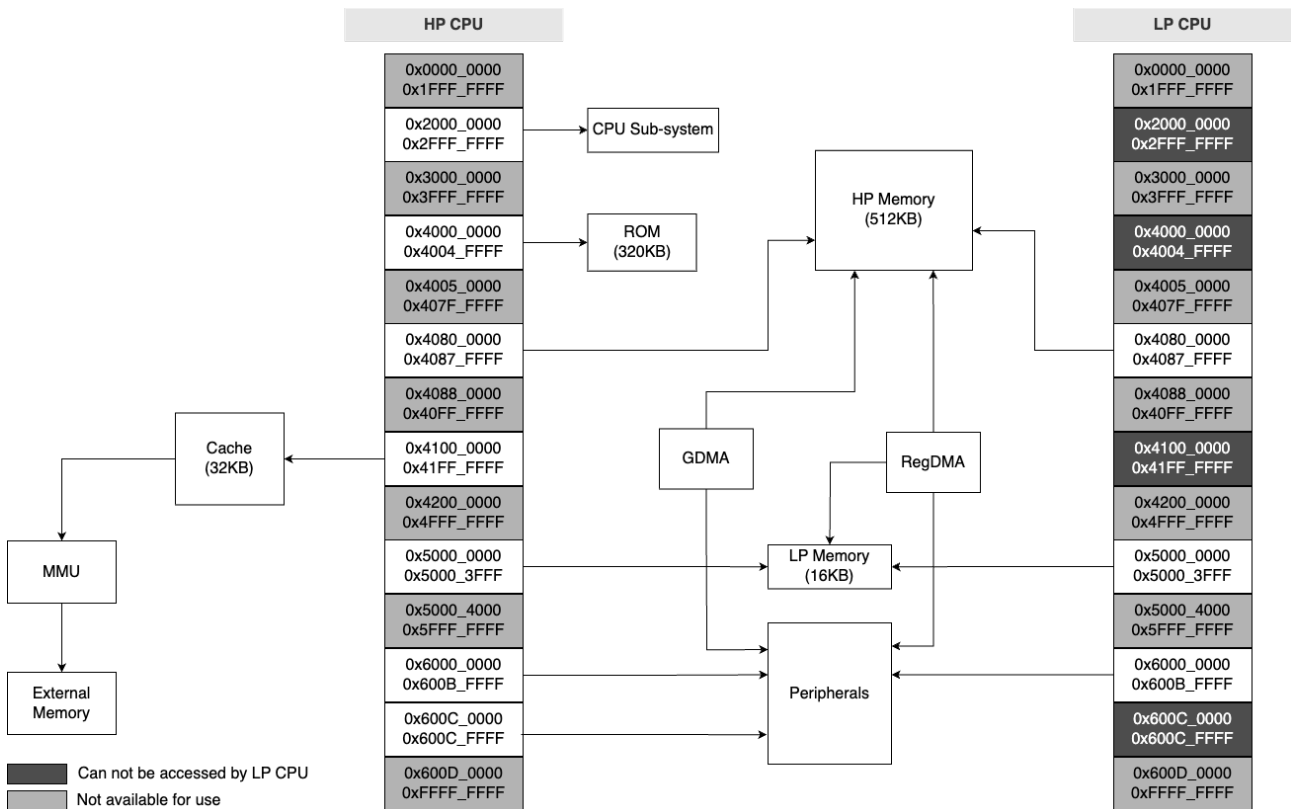 HP CPU
LP CPU
0x0000_0000
0x1FFF_FFFF
0x2000_0000
0x2FFF_FFFF
0x3000_0000
0x3FFF_FFFF
0x4000_0000
0x4004_FFFF
0x4005_0000
0x407F_FFFF
0x4080_0000
0x4087_FFFF
0x4088_0000
0x40FF_FFFF
0x4100_0000
0x41FF_FFFF
0x4200_0000
0x4FFF_FFFF
0x5000_0000
0x5000_3FFF
0x5000_4000
0x5FFF_FFFF
0x6000_0000
0x600B_FFFF
0x600C_0000
0x600C_FFFF
0x600D_0000
0xFFFF_FFFF
CPU Sub-system
ROM
(320KB)
HP Memory
(512KB)
Cache
(32KB)
MMU
External
Memory
GDMA
RegDMA
LP Memory
(16KB)
Peripherals
0x0000_0000
0x1FFF_FFFF
0x2000_0000
0x2FFF_FFFF
0x3000_0000
0x3FFF_FFFF
0x4000_0000
0x4004_FFFF
0x4005_0000
0x407F_FFFF
0x4080_0000
0x4087_FFFF
0x4088_0000
0x40FF_FFFF
0x4100_0000
0x41FF_FFFF
0x4200_0000
0x4FFF_FFFF
0x5000_0000
0x5000_3FFF
0x5000_4000
0x5FFF_FFFF
0x6000_0000
0x600B_FFFF
0x600C_0000
0x600C_FFFF
0x600D_0000
0xFFFF_FFFF
Can not be accessed by LP CPU
Not available for use